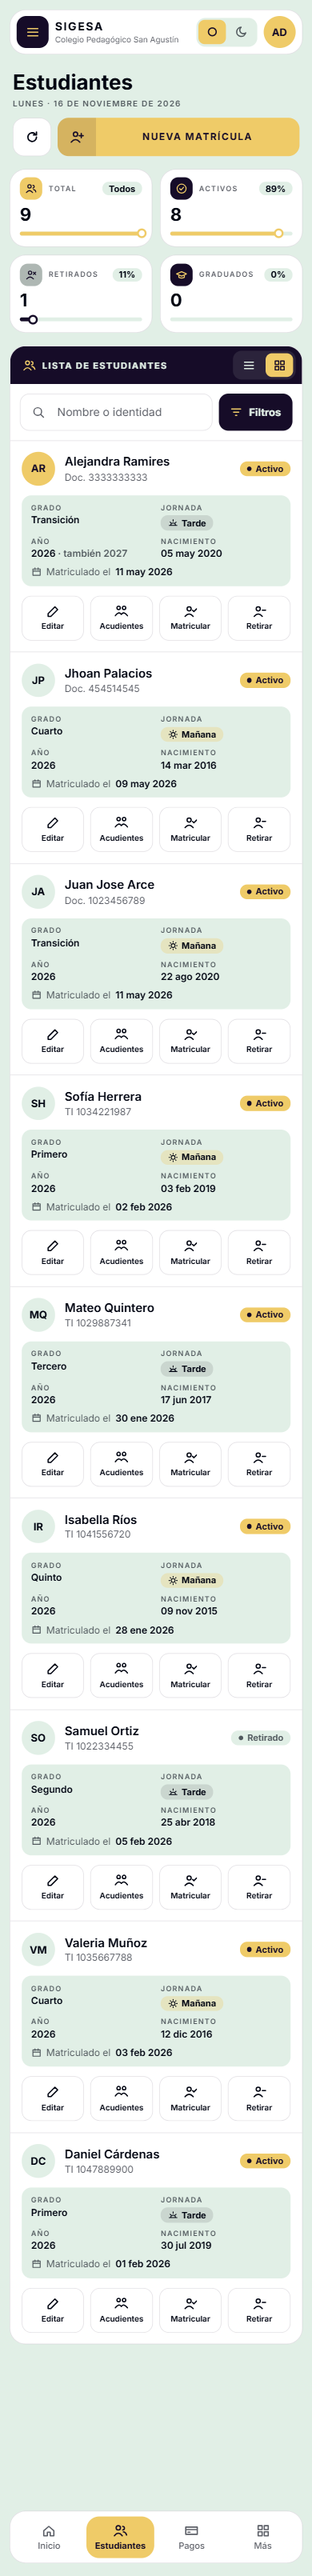 SIGESA
Colegio Pedagógico San Agustín
AD
Estudiantes
LUNES · 16 DE NOVIEMBRE DE 2026
NUEVA MATRÍCULA
TOTAL Todos
9
ACTIVOS 89%
8
RETIRADOS 11%
1
GRADUADOS 0%
0
LISTA DE ESTUDIANTES
Nombre o identidad
Filtros
AR Alejandra Ramires Activo
Doc. 3333333333
GRADO JORNADA
Transición Tarde
AÑO NACIMIENTO
2026 · también 2027 05 may 2020
Matriculado el 11 may 2026
Editar Acudientes Matricular Retirar
JP Jhoan Palacios Activo
Doc. 454514545
GRADO JORNADA
Cuarto Mañana
AÑO NACIMIENTO
2026 14 mar 2016
Matriculado el 09 may 2026
Editar Acudientes Matricular Retirar
JA Juan Jose Arce Activo
Doc. 1023456789
GRADO JORNADA
Transición Mañana
AÑO NACIMIENTO
2026 22 ago 2020
Matriculado el 11 may 2026
Editar Acudientes Matricular Retirar
SH Sofía Herrera Activo
TI 1034221987
GRADO JORNADA
Primero Mañana
AÑO NACIMIENTO
2026 03 feb 2019
Matriculado el 02 feb 2026
Editar Acudientes Matricular Retirar
MQ Mateo Quintero Activo
TI 1029887341
GRADO JORNADA
Tercero Tarde
AÑO NACIMIENTO
2026 17 jun 2017
Matriculado el 30 ene 2026
Editar Acudientes Matricular Retirar
IR Isabella Ríos Activo
TI 1041556720
GRADO JORNADA
Quinto Mañana
AÑO NACIMIENTO
2026 09 nov 2015
Matriculado el 28 ene 2026
Editar Acudientes Matricular Retirar
SO Samuel Ortiz Retirado
TI 1022334455
GRADO JORNADA
Segundo Tarde
AÑO NACIMIENTO
2026 25 abr 2018
Matriculado el 05 feb 2026
Editar Acudientes Matricular Retirar
VM Valeria Muñoz Activo
TI 1035667788
GRADO JORNADA
Cuarto Mañana
AÑO NACIMIENTO
2026 12 dic 2016
Matriculado el 03 feb 2026
Editar Acudientes Matricular Retirar
DC Daniel Cárdenas Activo
TI 1047889900
GRADO JORNADA
Primero Tarde
AÑO NACIMIENTO
2026 30 jul 2019
Matriculado el 01 feb 2026
Editar Acudientes Matricular Retirar
Inicio Estudiantes Pagos Más